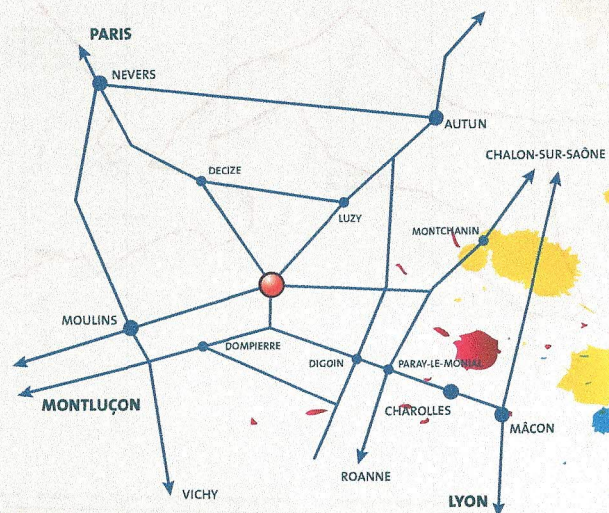 PARIS
NEVERS
AUTUN
CHALON-SUR-SAÔNE
DECIZE
LUZY
MONTCHANIN
MOULINS
DOMPIERRE
DIGOIN
PARAY-LE-MONIAL
MONTLUÇON
CHAROLLES
MÂCON
ROANNE
VICHY
LYON